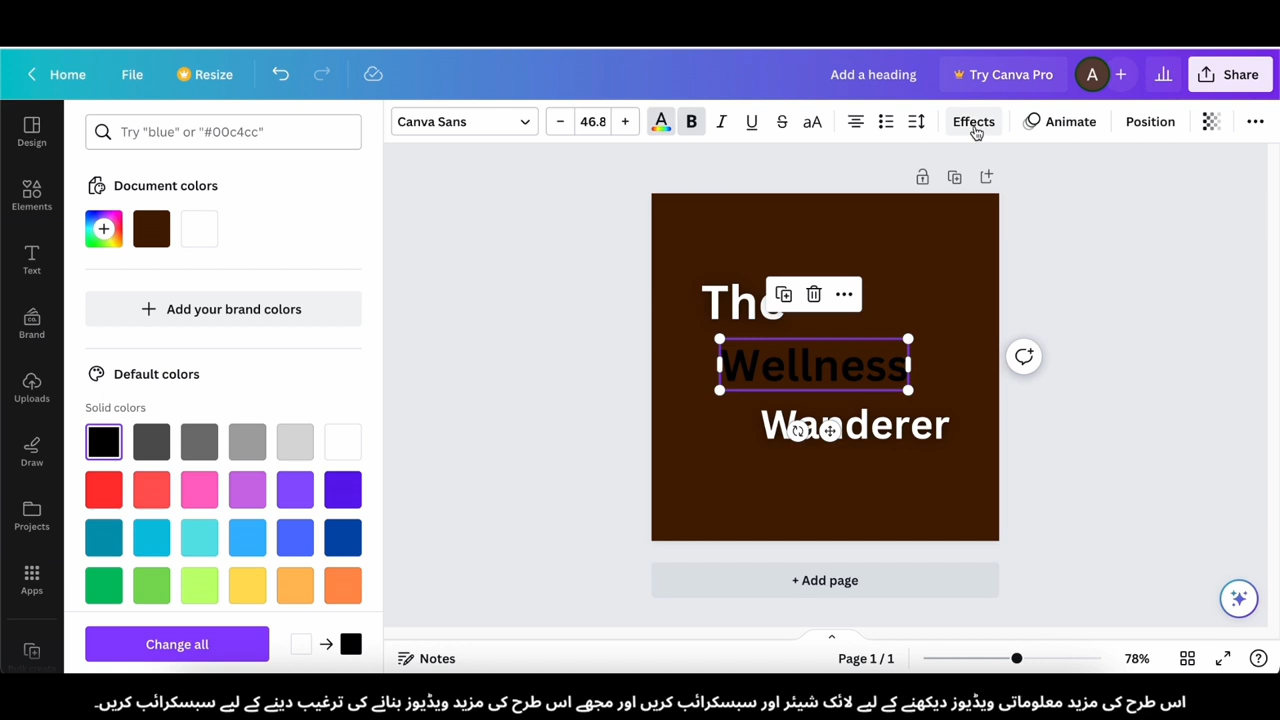 Home
File
Resize
Add a heading
Try Canva Pro
A
Share
Canva Sans
46.8
A
B
I
U
S
aA
Effects
Animate
Position
Try "blue" or "#00c4cc"
Design
Elements
Text
Brand
Uploads
Draw
Projects
Apps
Document colors
Add your brand colors
Default colors
Solid colors
Change all
The
Wellness
Wanderer
+ Add page
Notes
Page 1 / 1
78%
اس طرح کی مزید معلوماتی ویڈیوز دیکھنے کے لیے لائک شیئر اور سبسکرائب کریں اور مجھے اس طرح کی مزید ویڈیوز بنانے کی ترغیب دینے کے لیے سبسکرائب کریں۔